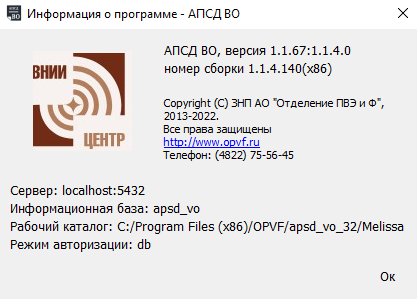 АПСД ВО
Информация о программе - АПСД ВО
ВНИИ
ЦЕНТР
АПСД ВО, версия 1.1.67:1.1.4.0
номер сборки 1.1.4.140(x86)
Copyright (C) ЗНП АО "Отделение ПВЭ и Ф",
2013-2022.
Все права защищены
http://www.opvf.ru
Телефон: (4822) 75-56-45
Сервер: localhost:5432
Информационная база: apsd_vo
Рабочий каталог: C:/Program Files (x86)/OPVF/apsd_vo_32/Melissa
Режим авторизации: db
Ок